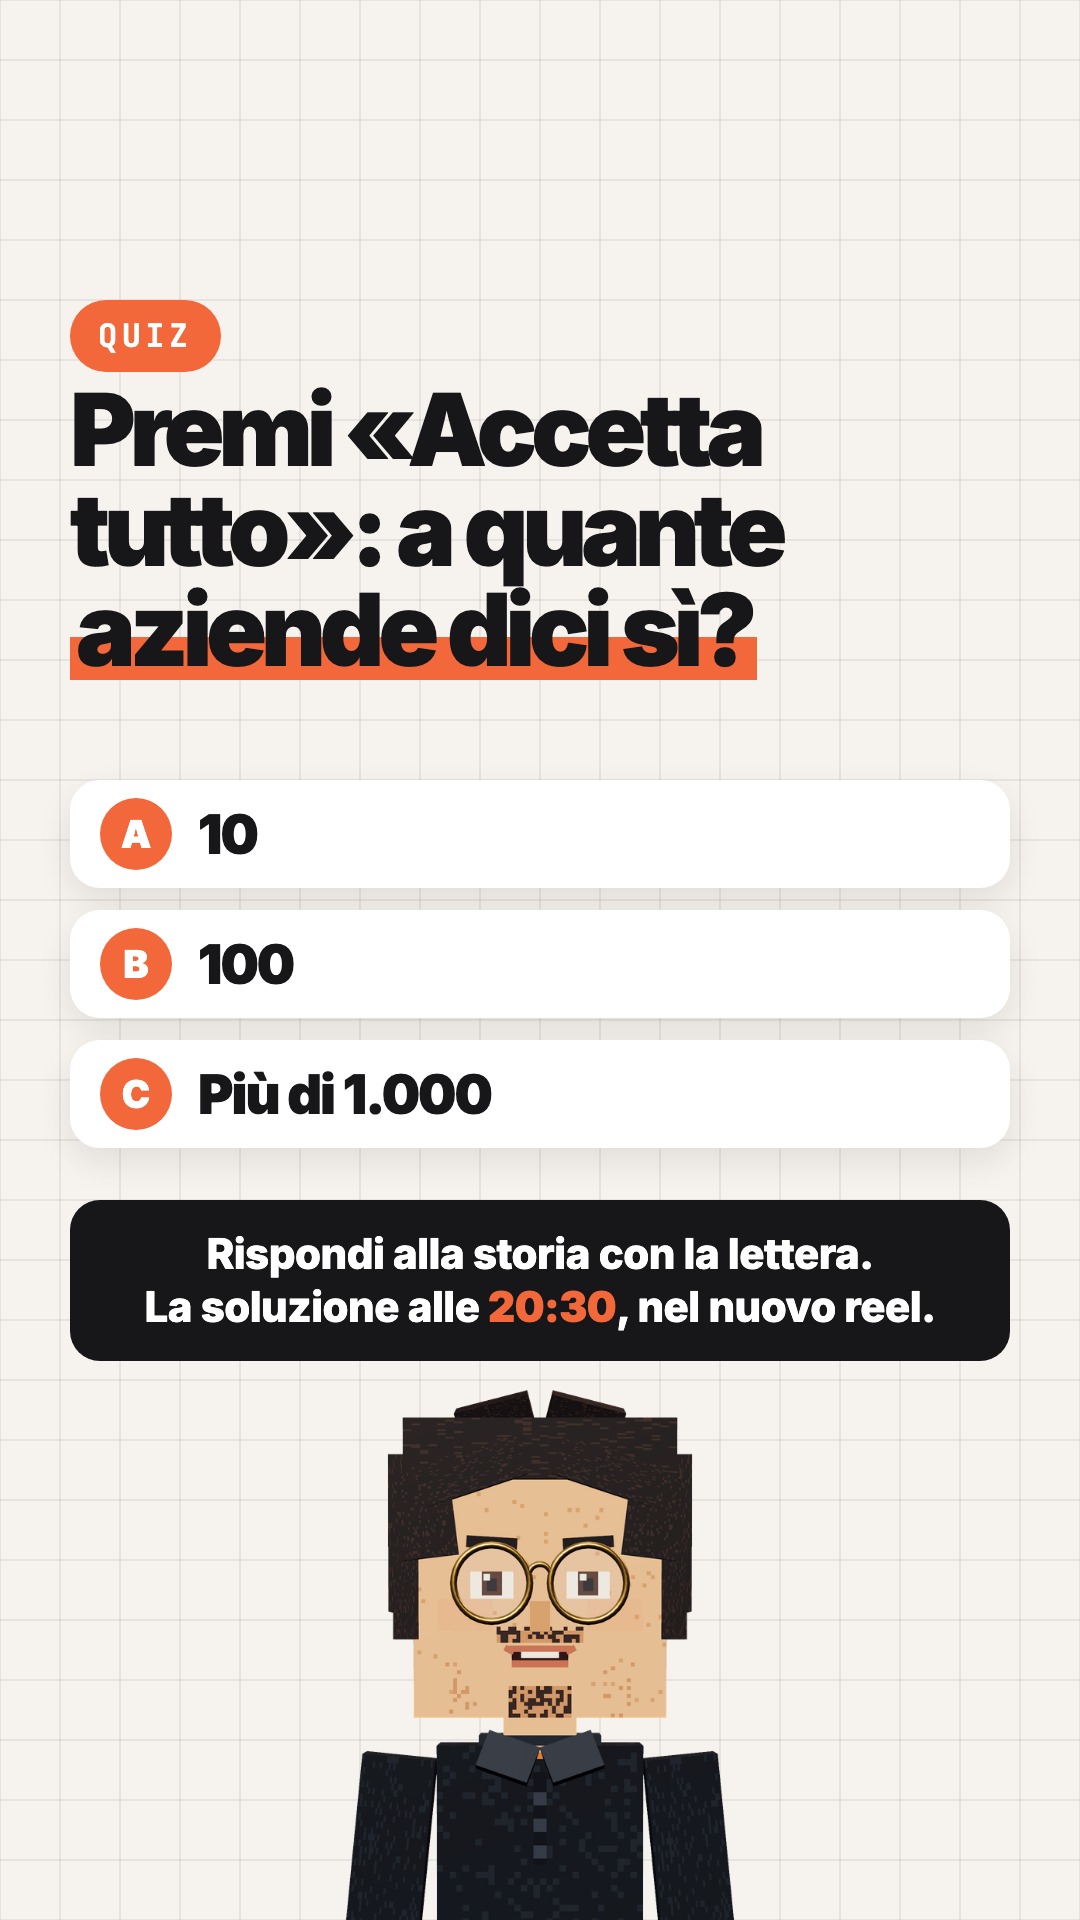 QUIZ
Premi «Accetta
tutto»: a quante
aziende dici sì?
A 10
B 100
C Più di 1.000
Rispondi alla storia con la lettera.
La soluzione alle 20:30, nel nuovo reel.